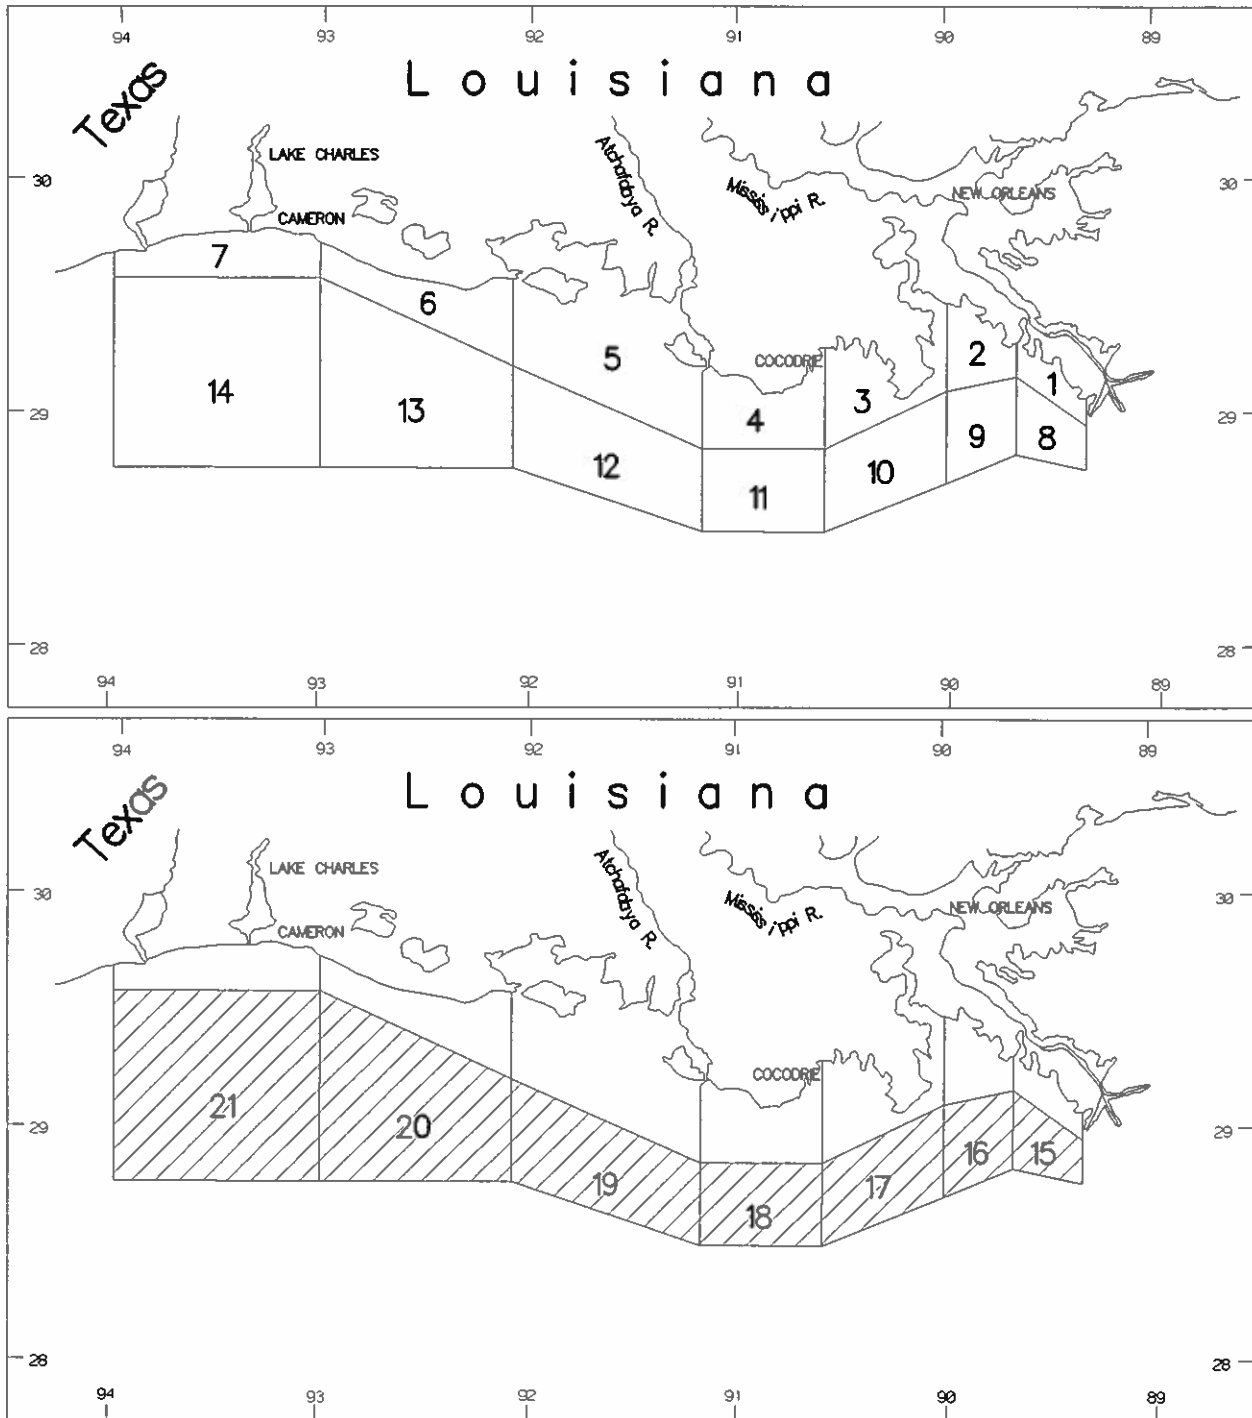 94 93 92 91 90 89
Texas
L o u i s i a n a
LAKE CHARLES
Atchafalaya R.
Mississippi R.
30
30
NEW ORLEANS
CAMERON
7
6
5
2
COCODRIE
1
14
13
3
29
29
4
9
8
12
10
11
28
28
94 93 92 91 90 89
94 93 92 91 90 89
Texas
L o u i s i a n a
LAKE CHARLES
Atchafalaya R.
Mississippi R.
30
30
NEW ORLEANS
CAMERON
COCODRIE
21
20
29
29
16
15
19
17
18
28
28
94 93 92 91 90 89